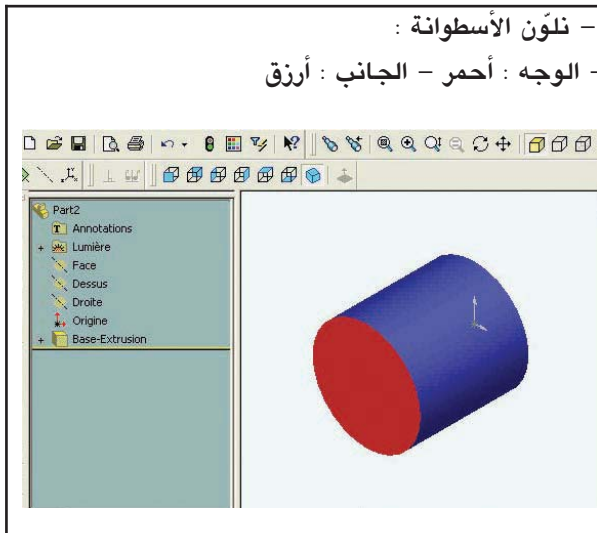 – نلوّن الأسطوانة :
- الوجه : أحمر – الجانب : أرزق
Part2
Annotations
Lumière
Face
Dessus
Droite
Origine
Base-Extrusion